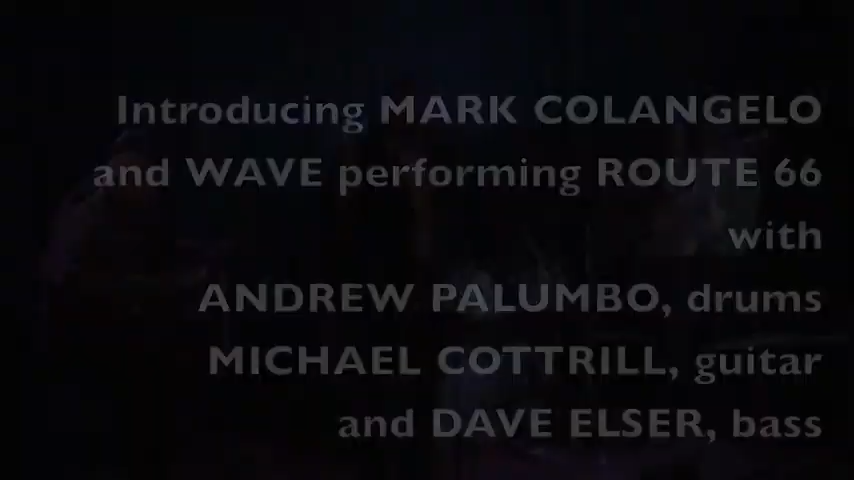 Introducing MARK COLANGELO
and WAVE performing ROUTE 66
with
ANDREW PALUMBO, drums
MICHAEL COTTRILL, guitar
and DAVE ELSER, bass